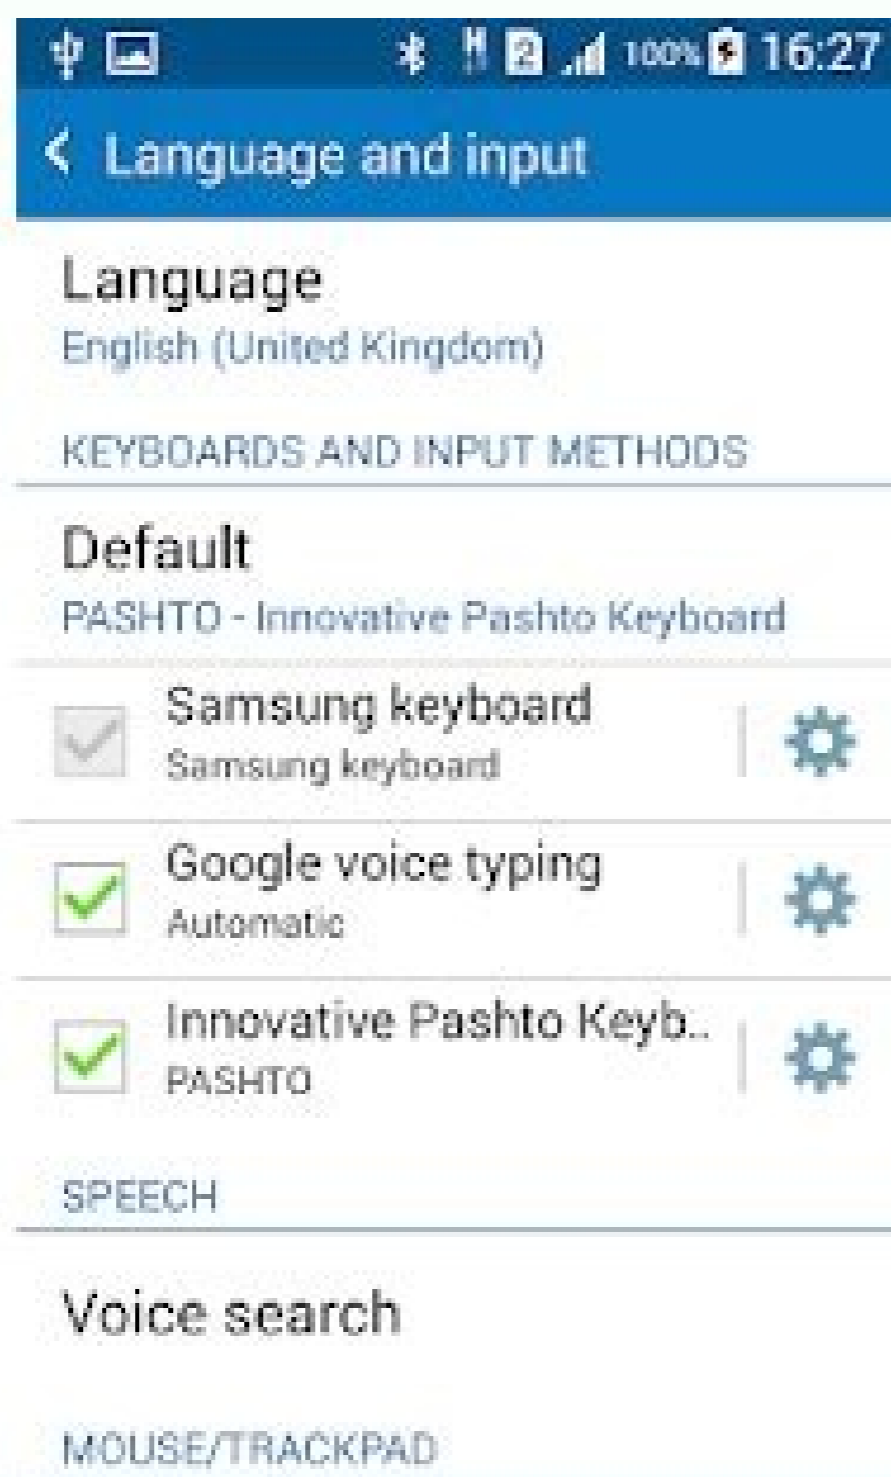 2 100% 16:27
Language and input
Language
English (United Kingdom)
KEYBOARDS AND INPUT METHODS
Default
PASHTO - Innovative Pashto Keyboard
Samsung keyboard
Samsung keyboard
Google voice typing
Automatic
Innovative Pashto Keyb..
PASHTO
SPEECH
Voice search
MOUSE/TRACKPAD